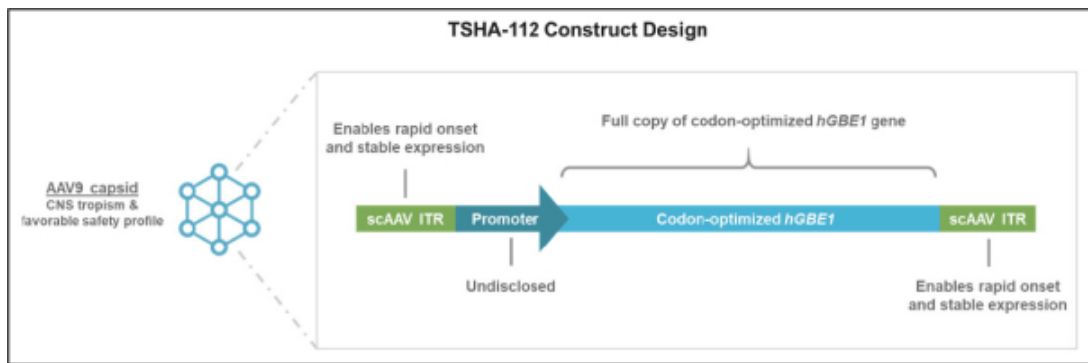 TSHA-112 Construct Design
Enables rapid onset
and stable expression
Full copy of codon-optimized hGBE1 gene
AAV9 capsid
CNS tropism &
favorable safety profile
scAAV ITR
Promoter
Codon-optimized hGBE1
scAAV ITR
Undisclosed
Enables rapid onset
and stable expression